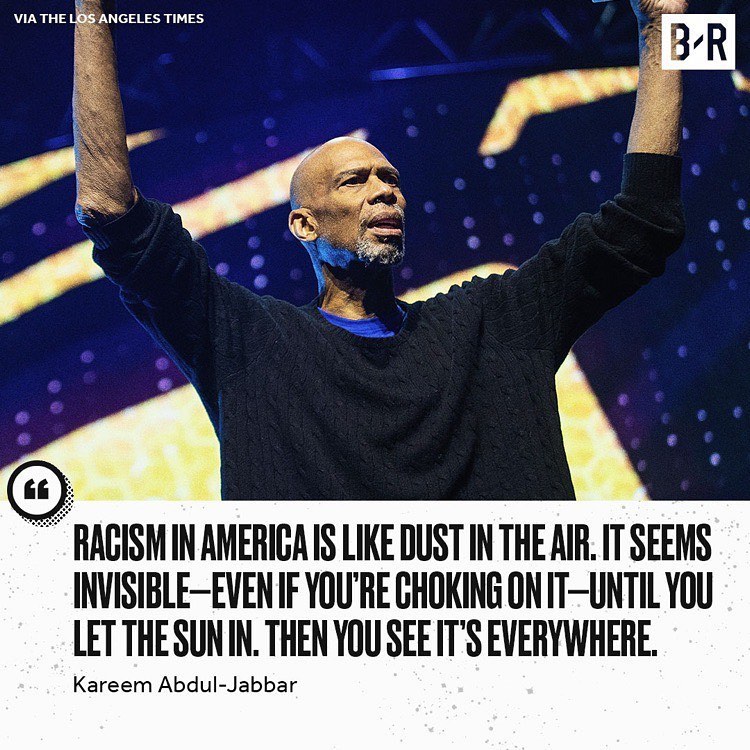 VIA THE LOS ANGELES TIMES
B-R
RACISM IN AMERICA IS LIKE DUST IN THE AIR. IT SEEMS
INVISIBLE—EVEN IF YOU'RE CHOKING ON IT—UNTIL YOU
LET THE SUN IN. THEN YOU SEE IT'S EVERYWHERE.
Kareem Abdul-Jabbar